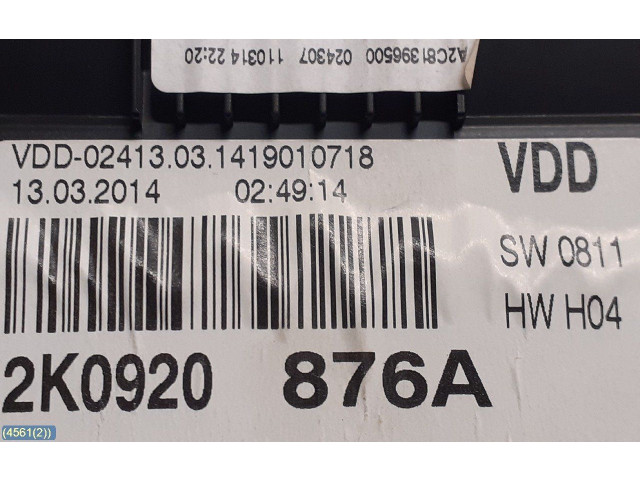 A2C81396500 024307 110314 22:20
VDD-02413.03.1419010718
13.03.2014 02:49:14
VDD
SW 0811
HW H04
2K0920 876A
(4561(2))